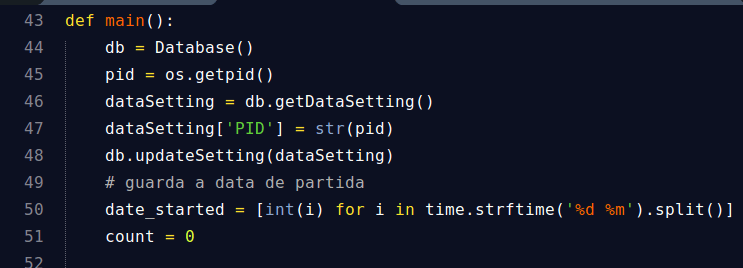 43 def main():
44     db = Database()
45     pid = os.getpid()
46     dataSetting = db.getDataSetting()
47     dataSetting['PID'] = str(pid)
48     db.updateSetting(dataSetting)
49     # guarda a data de partida
50     date_started = [int(i) for i in time.strftime('%d %m').split()]
51     count = 0
52